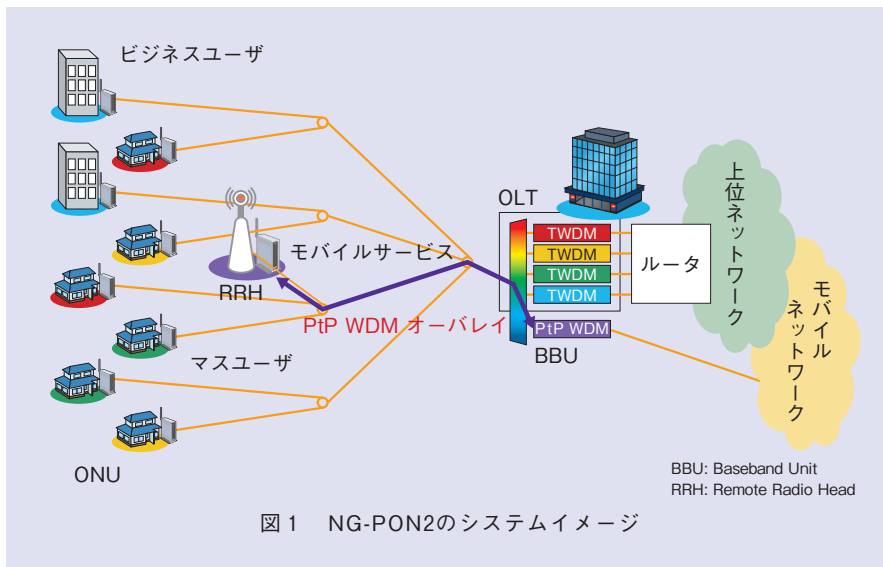 ビジネスユーザ
OLT
TWDM
TWDM
TWDM
TWDM
ルータ
上位ネットワーク
モバイルサービス
RRH
PtP WDM オーバレイ
PtP WDM
BBU
モバイル
ネットワーク
マスユーザ
ONU
BBU: Baseband Unit
RRH: Remote Radio Head
図1 NG-PON2のシステムイメージ